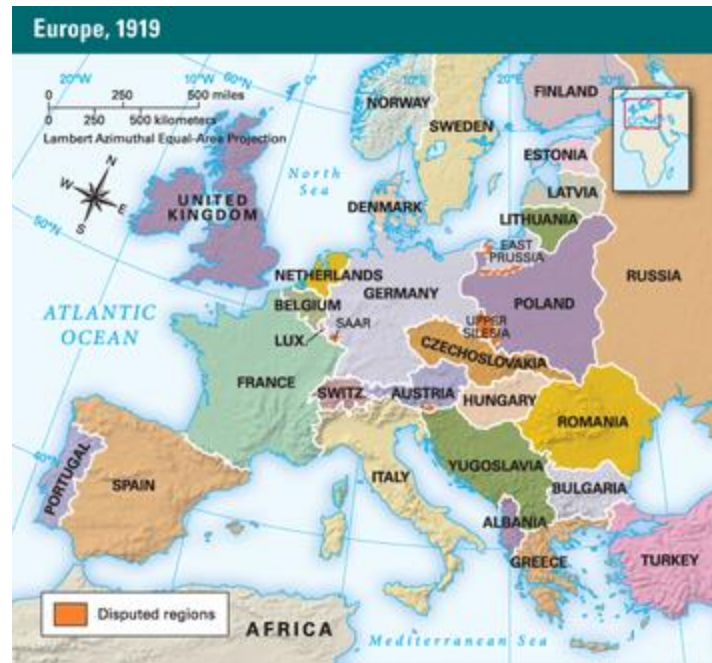 Europe, 1919
20°W
10°W
60°N
0°
10°E
20°E
30°E
0 250 500 miles
0 250 500 kilometers
Lambert Azimuthal Equal-Area Projection
N
W
E
S
50°N
40°N
North
Sea
NORWAY
SWEDEN
FINLAND
ESTONIA
LATVIA
LITHUANIA
DENMARK
UNITED
KINGDOM
EAST
PRUSSIA
RUSSIA
NETHERLANDS
GERMANY
BELGIUM
POLAND
ATLANTIC
OCEAN
SAAR
LUX.
UPPER
SILESIA
CZECHOSLOVAKIA
FRANCE
SWITZ.
AUSTRIA
HUNGARY
ROMANIA
PORTUGAL
SPAIN
ITALY
YUGOSLAVIA
BULGARIA
ALBANIA
GREECE
TURKEY
Disputed regions
AFRICA
Mediterranean Sea